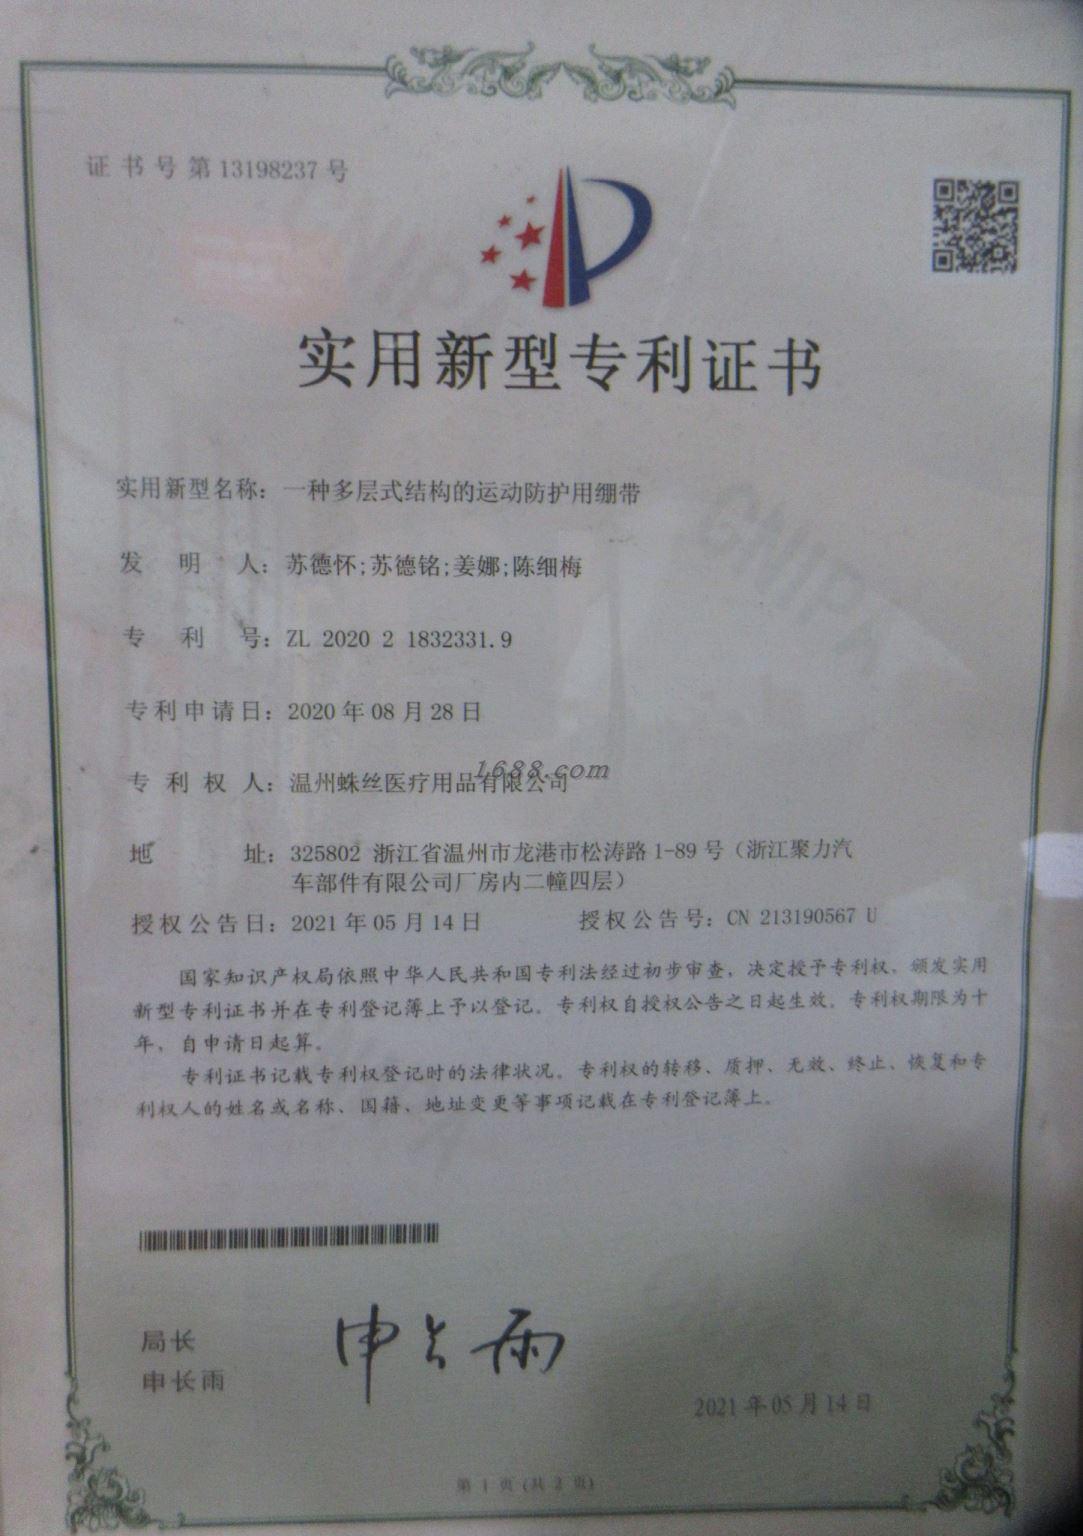 证书号第13198237号
实用新型专利证书
实用新型名称：一种多层式结构的运动防护用绷带
发明人：苏德怀;苏德铭;姜娜;陈细梅
专利号：ZL 2020 2 1832331.9
专利申请日：2020年08月28日
专利权人：温州蛛丝医疗用品有限公司
1688.com
地址：325802 浙江省温州市龙港市松涛路1-89号（浙江聚力汽
车部件有限公司厂房内二幢四层）
授权公告日：2021年05月14日 授权公告号：CN 213190567 U
国家知识产权局依照中华人民共和国专利法经过初步审查，决定授予专利权，颁发实用
新型专利证书并在专利登记簿上予以登记。专利权自授权公告之日起生效。专利权期限为十
年，自申请日起算。
专利证书记载专利权登记时的法律状况。专利权的转移、质押、无效、终止、恢复和专
利权人的姓名或名称、国籍、地址变更等事项记载在专利登记簿上。
局长
申长雨
申长雨
2021年05月14日
第1页(共2页)
CNIPA